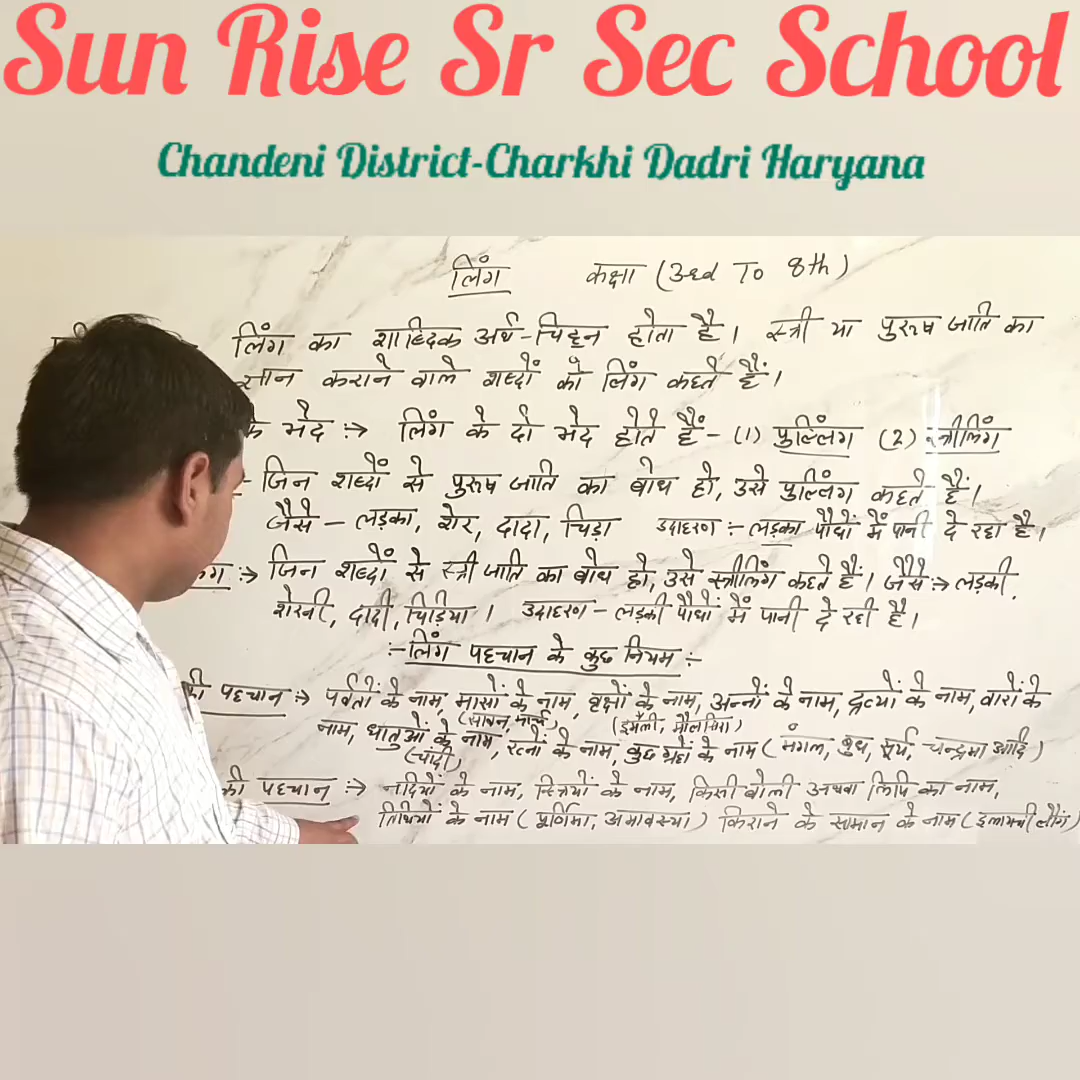 Sun Rise Sr Sec School
Chandeni District-Charkhi Dadri Haryana
लिंग कक्षा (3rd To 8th)
लिंग का शाब्दिक अर्थ-चिह्न होता है। स्त्री या पुरूष जाति का
ज्ञान कराने वाले शब्दों को लिंग कहते हैं।
के भेद :→ लिंग के दो भेद होते हैं- (1) पुल्लिंग (2) स्त्रीलिंग
- जिन शब्दों से पुरूष जाति का बोध हो, उसे पुल्लिंग कहते हैं।
जैसे - लड़का, शेर, दादा, चिड़ा उदाहरण :- लड़का पौधों में पानी दे रहा है।
:→ जिन शब्दों से स्त्री जाति का बोध हो, उसे स्त्रीलिंग कहते हैं। जैसे :→ लड़की,
शेरनी, दादी, चिड़िया। उदाहरण - लड़की पौधों में पानी दे रही है।
:- लिंग पहचान के कुछ नियम :-
की पहचान :→ पर्वतों के नाम, मासों के नाम, वृक्षों के नाम, अन्नों के नाम, द्रव्यों के नाम, वारों के
(सावन, मार्च) (इमली, मौलसिरी)
नाम, धातुओं के नाम, रत्नों के नाम, कुछ ग्रहों के नाम (मंगल, बुध, सूर्य, चन्द्रमा आदि)
(चांदी)
की पहचान :→ नदियों के नाम, स्त्रियों के नाम, किसी बोली अथवा लिपि का नाम,
तिथियों के नाम (पूर्णिमा, अमावस्या) किराने के सामान के नाम (इलायची लौंग)